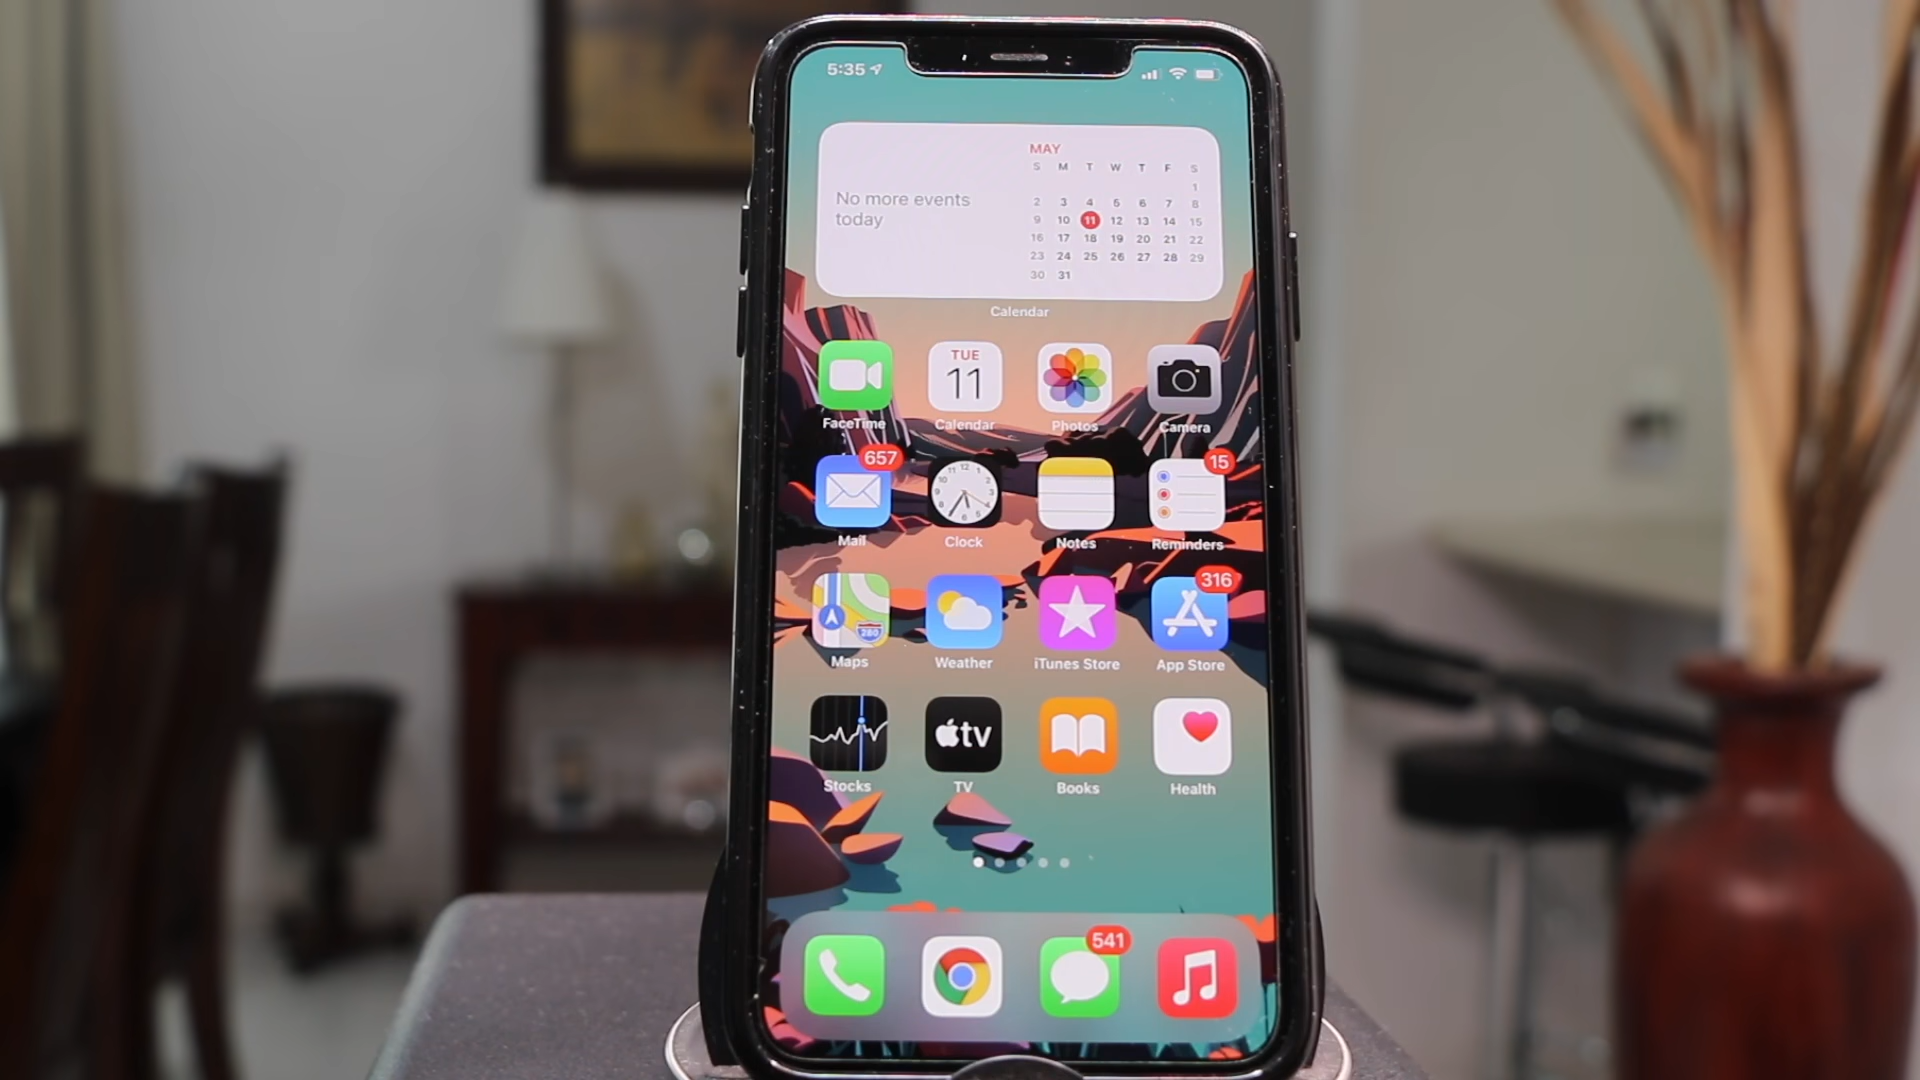 5:35
MAY
S M T W T F S
1
2 3 4 5 6 7 8
No more events
today
9 10 11 12 13 14 15
16 17 18 19 20 21 22
23 24 25 26 27 28 29
30 31
Calendar
TUE
11
FaceTime Calendar Photos Camera
657 15
Mail Clock Notes Reminders
316
280
Maps Weather iTunes Store App Store
tv
Stocks TV Books Health
541